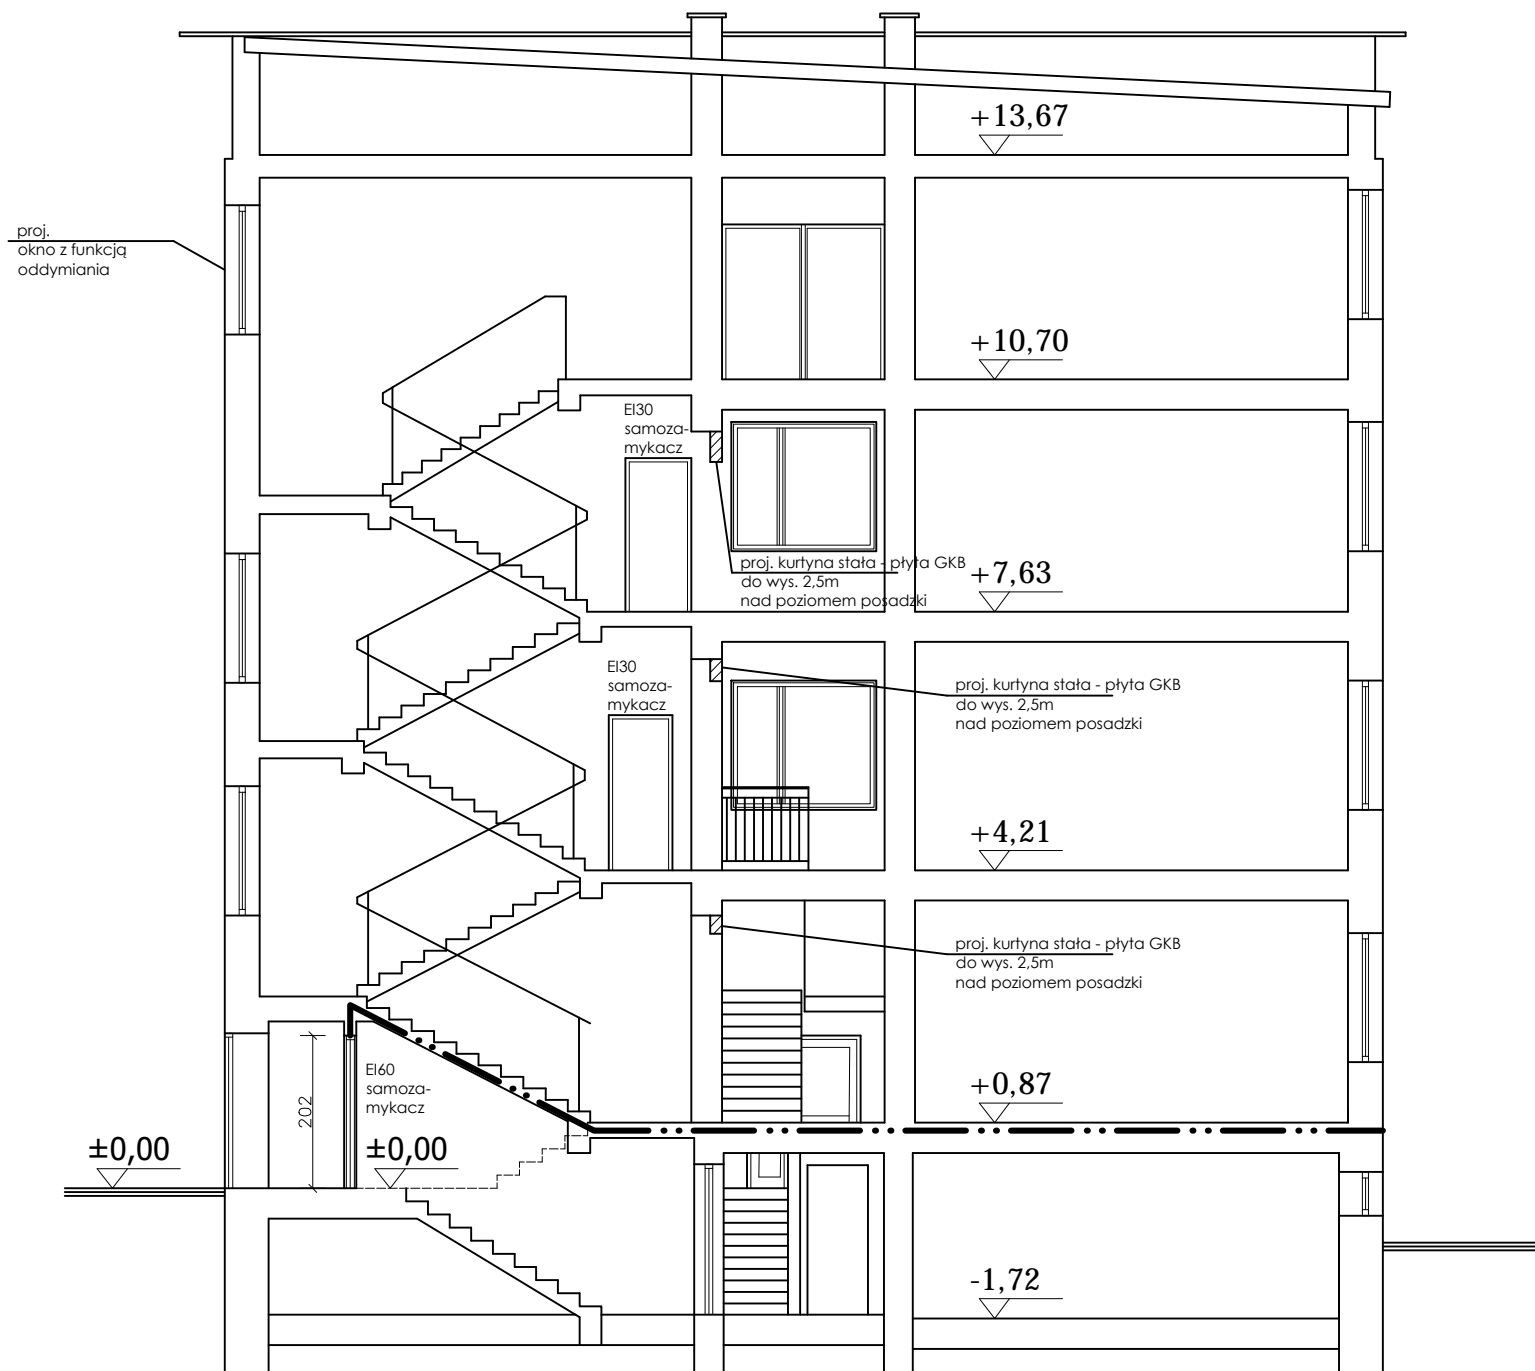 +13,67
proj.
okno z funkcją
oddymiania
+10,70
EI30
samoza-
mykacz
proj. kurtyna stała - płyta GKB
do wys. 2,5m
nad poziomem posadzki
+7,63
EI30
samoza-
mykacz
proj. kurtyna stała - płyta GKB
do wys. 2,5m
nad poziomem posadzki
+4,21
proj. kurtyna stała - płyta GKB
do wys. 2,5m
nad poziomem posadzki
EI60
samoza-
mykacz
202
+0,87
±0,00
±0,00
-1,72